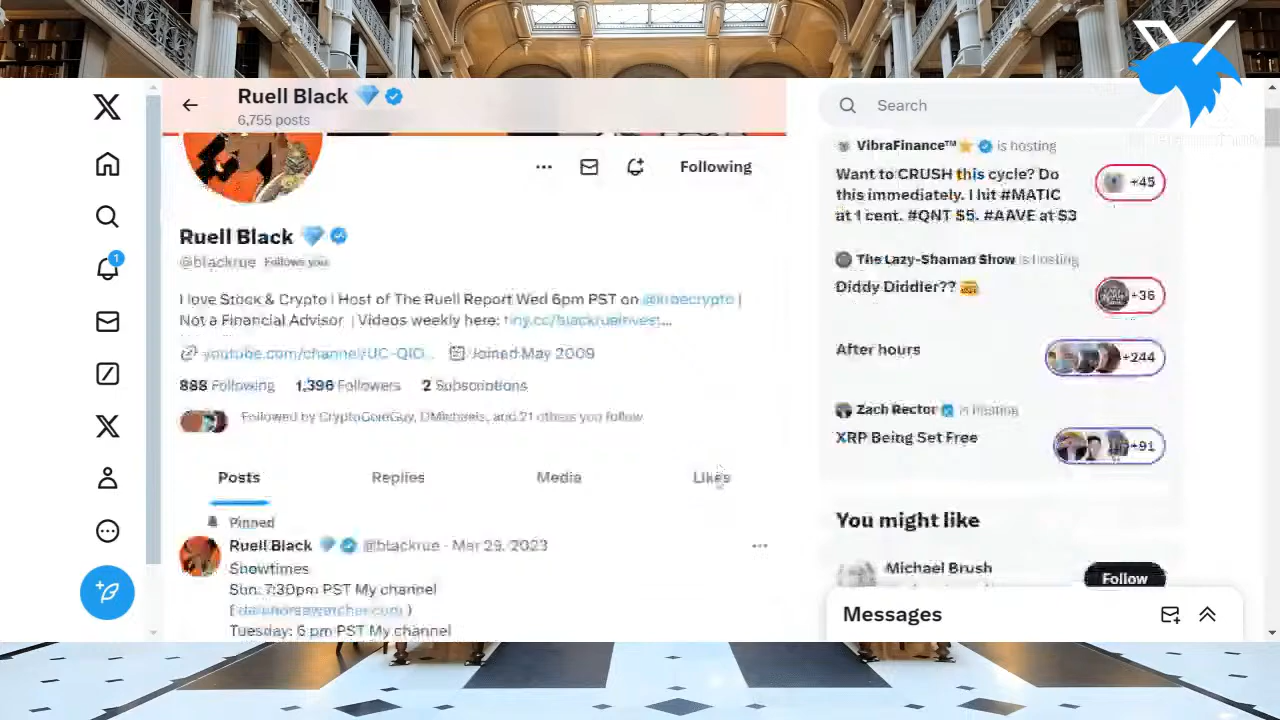 Ruell Black
6,755 posts
Following
Ruell Black
@blackrue Follows you
I love Stock & Crypto | Host of The Ruell Report Wed 6pm PST on
Not a Financial Advisor | Videos weekly here:
youtube.com/channel/UC-QIO...
Joined May 2009
888 Following 1,396 Followers 2 Subscriptions
Followed by CryptoComGuy, DMichaels, and 21 others you follow
Posts Replies Media Likes
Pinned
Ruell Black @blackrue · Mar 29, 2023
Showtimes
Sun: 7:30pm PST My channel
Tuesday: 6 pm PST My channel
Search
VibraFinance™ is hosting
Want to CRUSH this cycle? Do
this immediately. I hit #MATIC
at 1 cent. #QNT $5. #AAVE at $3
+45
The Lazy-Shaman Show is hosting
Diddy Diddler??
+36
After hours
+244
Zach Rector is hosting
XRP Being Set Free
+91
You might like
Michael Brush
Follow
Messages
1